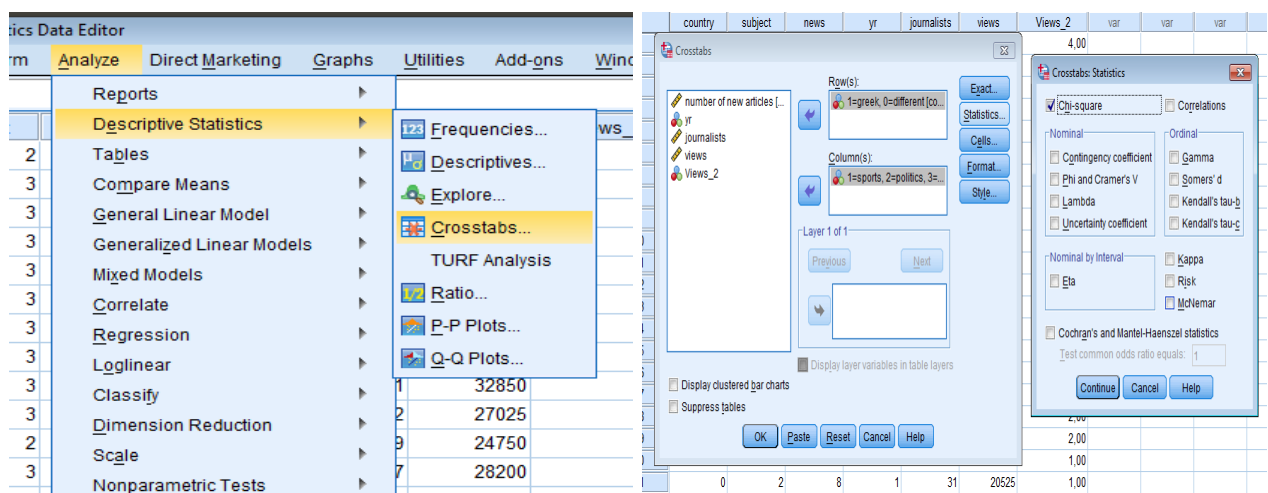 tics Data Editor
rm Analyze Direct Marketing Graphs Utilities Add-ons Wind
Reports
Descriptive Statistics
Tables
Compare Means
General Linear Model
Generalized Linear Models
Mixed Models
Correlate
Regression
Loglinear
Classify
Dimension Reduction
Scale
Nonparametric Tests
Frequencies...
Descriptives...
Explore...
Crosstabs...
TURF Analysis
Ratio...
P-P Plots...
Q-Q Plots...
ws_
2
3
3
3
3
3
3
3
3
3
2
3
1 32850
2 27025
9 24750
7 28200
country subject news yr journalists views Views_2 var var var
4,00
Crosstabs
number of new articles [...
yr
journalists
views
Views_2
Row(s):
1=greek, 0=different [co...
Column(s):
1=sports, 2=politics, 3=...
Layer 1 of 1
Previous Next
Display layer variables in table layers
Display clustered bar charts
Suppress tables
OK Paste Reset Cancel Help
Exact...
Statistics...
Cells...
Format...
Style...
Crosstabs: Statistics
Chi-square Correlations
Nominal
Contingency coefficient
Phi and Cramer's V
Lambda
Uncertainty coefficient
Ordinal
Gamma
Somers' d
Kendall's tau-b
Kendall's tau-c
Nominal by Interval
Eta
Kappa
Risk
McNemar
Cochran's and Mantel-Haenszel statistics
Test common odds ratio equals: 1
Continue Cancel Help
2,00
2,00
1,00
0 2 8 1 31 20525 1,00